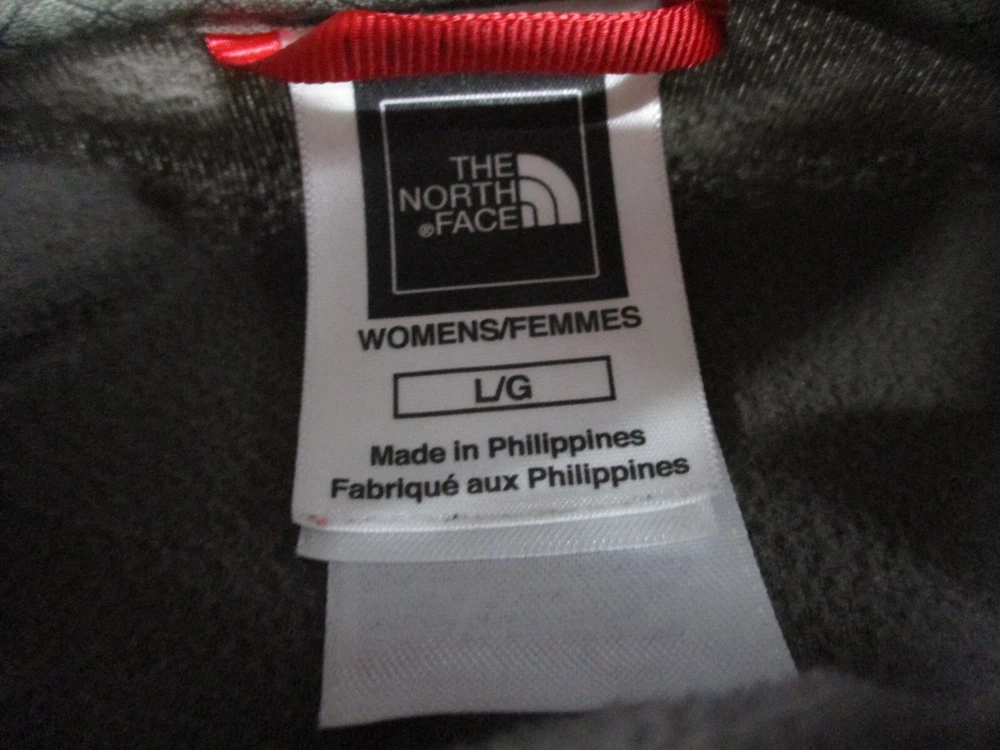 THE
NORTH
®FACE
WOMENS/FEMMES
L/G
Made in Philippines
Fabriqué aux Philippines